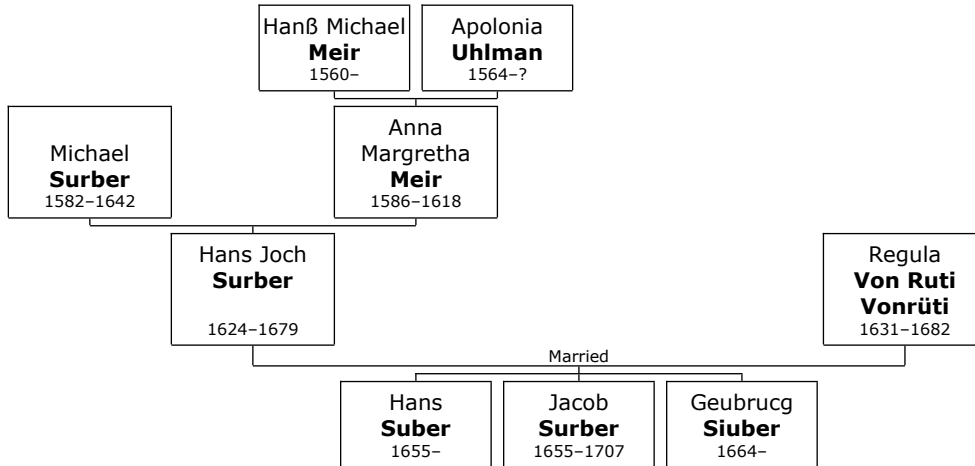 Hanß Michael
Meir
1560–
Apolonia
Uhlman
1564–?
Michael
Surber
1582–1642
Anna
Margretha
Meir
1586–1618
Hans Joch
Surber
1624–1679
Regula
Von Ruti
Vonrüti
1631–1682
Married
Hans
Suber
1655–
Jacob
Surber
1655–1707
Geubrucg
Siuber
1664–